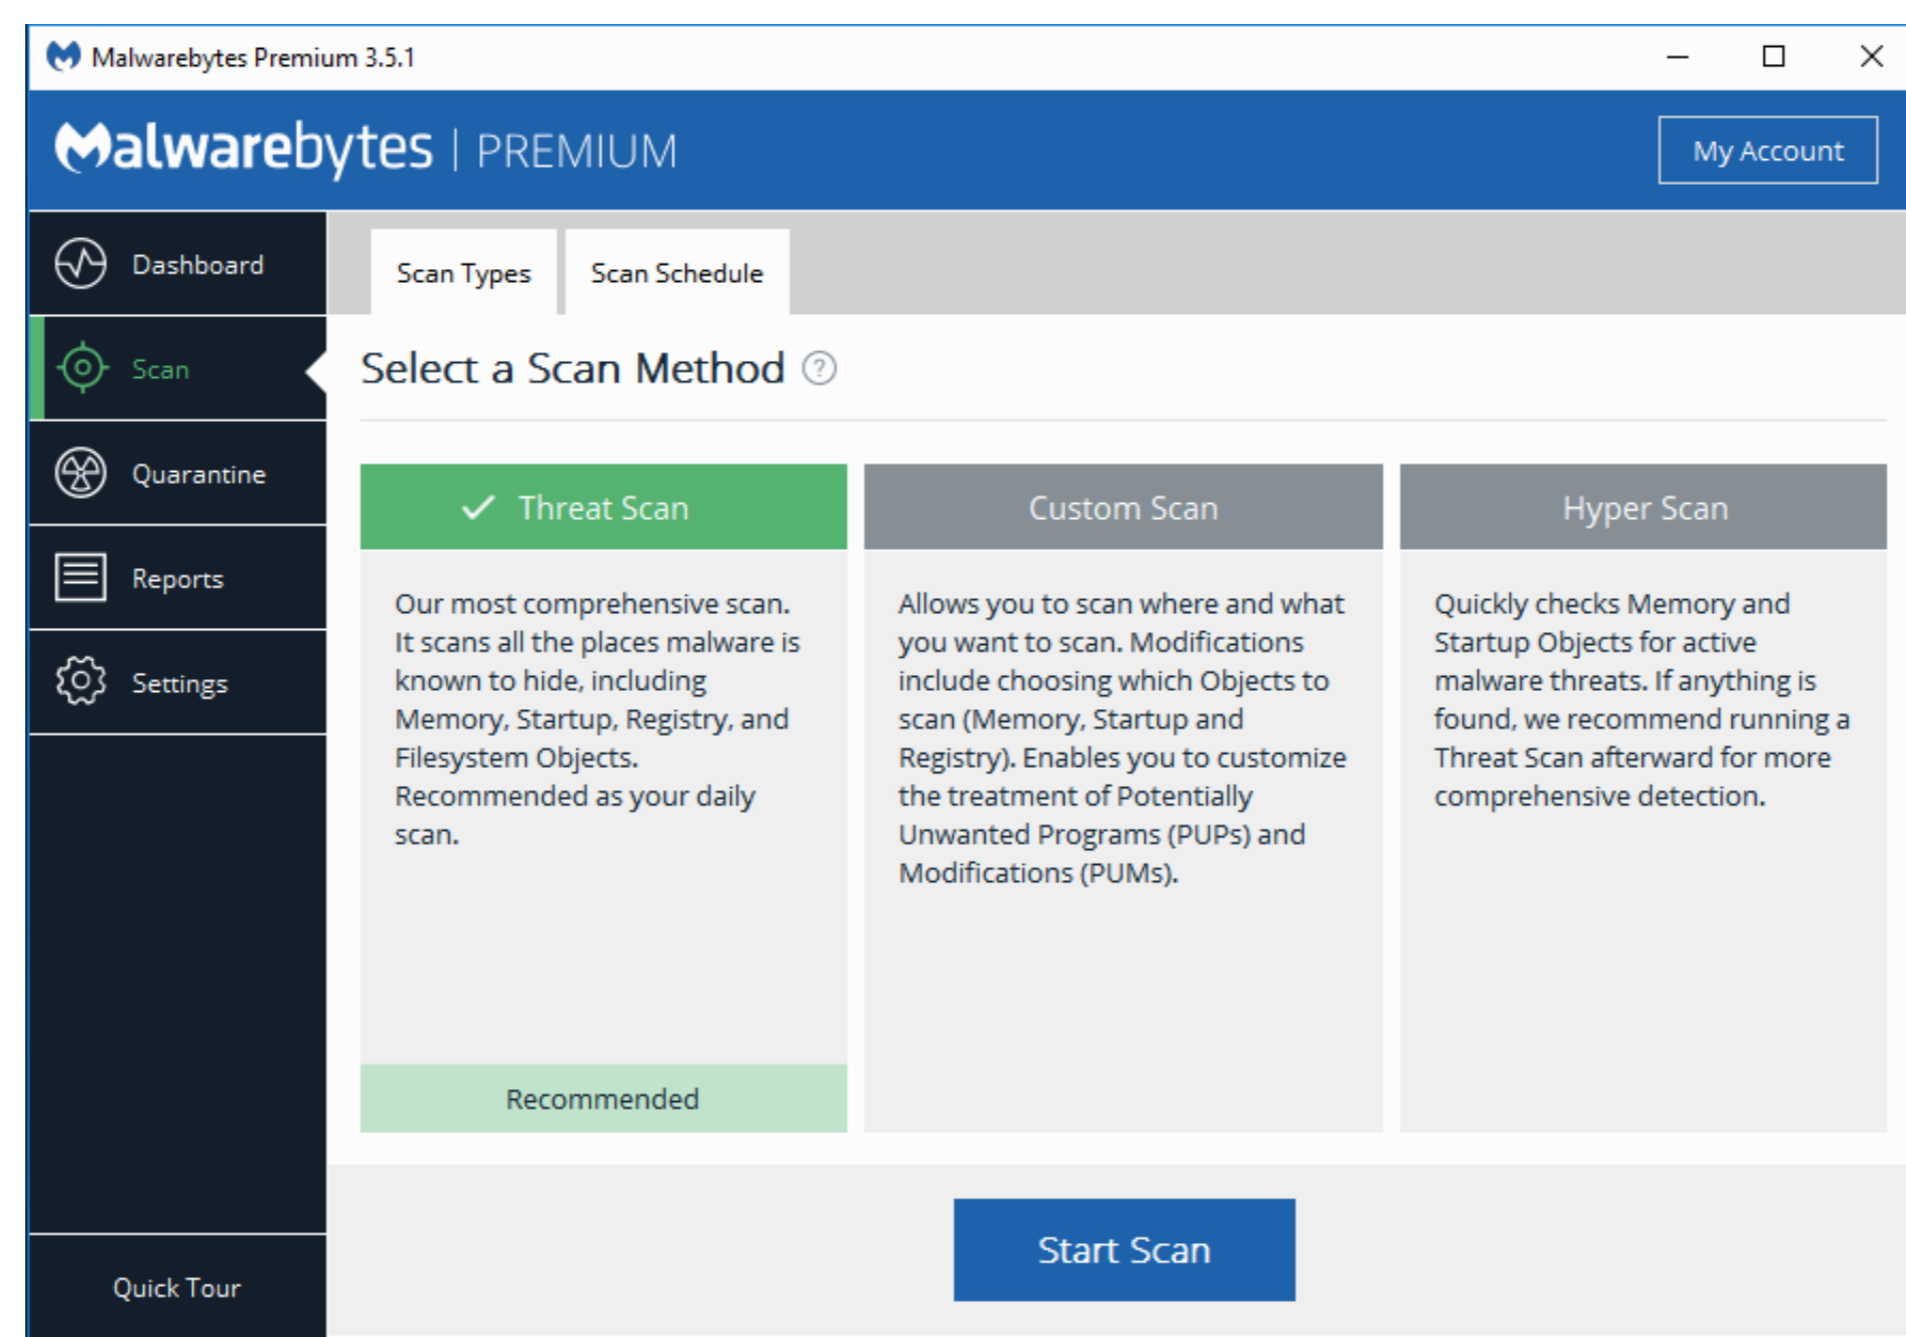 Malwarebytes Premium 3.5.1
Malwarebytes | PREMIUM
My Account
Dashboard
Scan
Quarantine
Reports
Settings
Quick Tour
Scan Types
Scan Schedule
Select a Scan Method ?
Threat Scan
Our most comprehensive scan.
It scans all the places malware is
known to hide, including
Memory, Startup, Registry, and
Filesystem Objects.
Recommended as your daily
scan.
Recommended
Custom Scan
Allows you to scan where and what
you want to scan. Modifications
include choosing which Objects to
scan (Memory, Startup and
Registry). Enables you to customize
the treatment of Potentially
Unwanted Programs (PUPs) and
Modifications (PUMs).
Hyper Scan
Quickly checks Memory and
Startup Objects for active
malware threats. If anything is
found, we recommend running a
Threat Scan afterward for more
comprehensive detection.
Start Scan